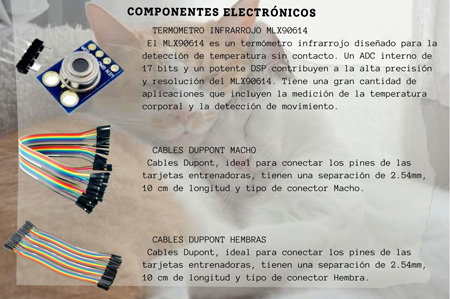 COMPONENTES ELECTRÓNICOS
TERMOMETRO INFRARROJO MLX90614
El MLX90614 es un termómetro infrarrojo diseñado para la
detección de temperatura sin contacto. Un ADC interno de
17 bits y un potente DSP contribuyen a la alta precisión
y resolución del MLX90614. Tiene una gran cantidad de
aplicaciones que incluyen la medición de la temperatura
corporal y la detección de movimiento.
CABLES DUPPONT MACHO
Cables Dupont, ideal para conectar los pines de las
tarjetas entrenadoras, tienen una separación de 2.54mm,
10 cm de longitud y tipo de conector Macho.
CABLES DUPPONT HEMBRAS
Cables Dupont, ideal para conectar los pines de las
tarjetas entrenadoras, tienen una separación de 2.54mm,
10 cm de longitud y tipo de conector Hembra.